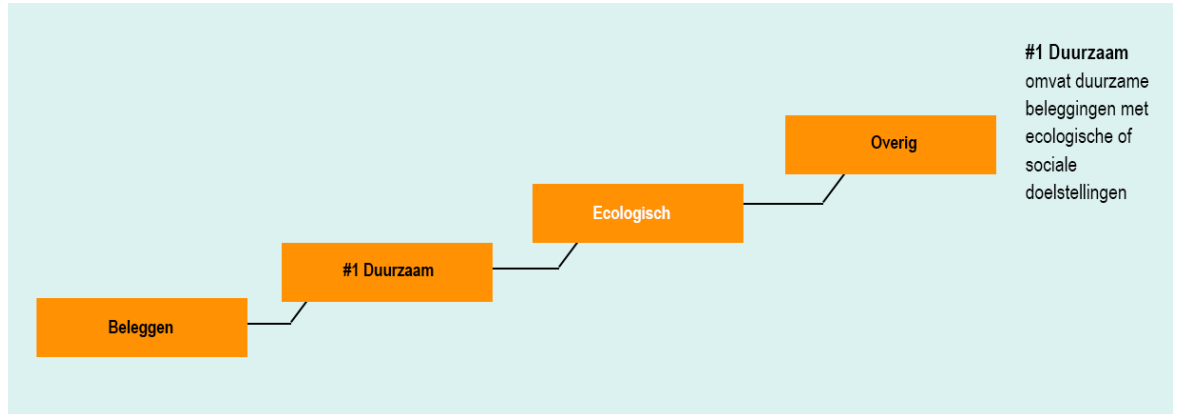 #1 Duurzaam
omvat duurzame
beleggingen met
ecologische of
sociale
doelstellingen
Overig
Ecologisch
#1 Duurzaam
Beleggen